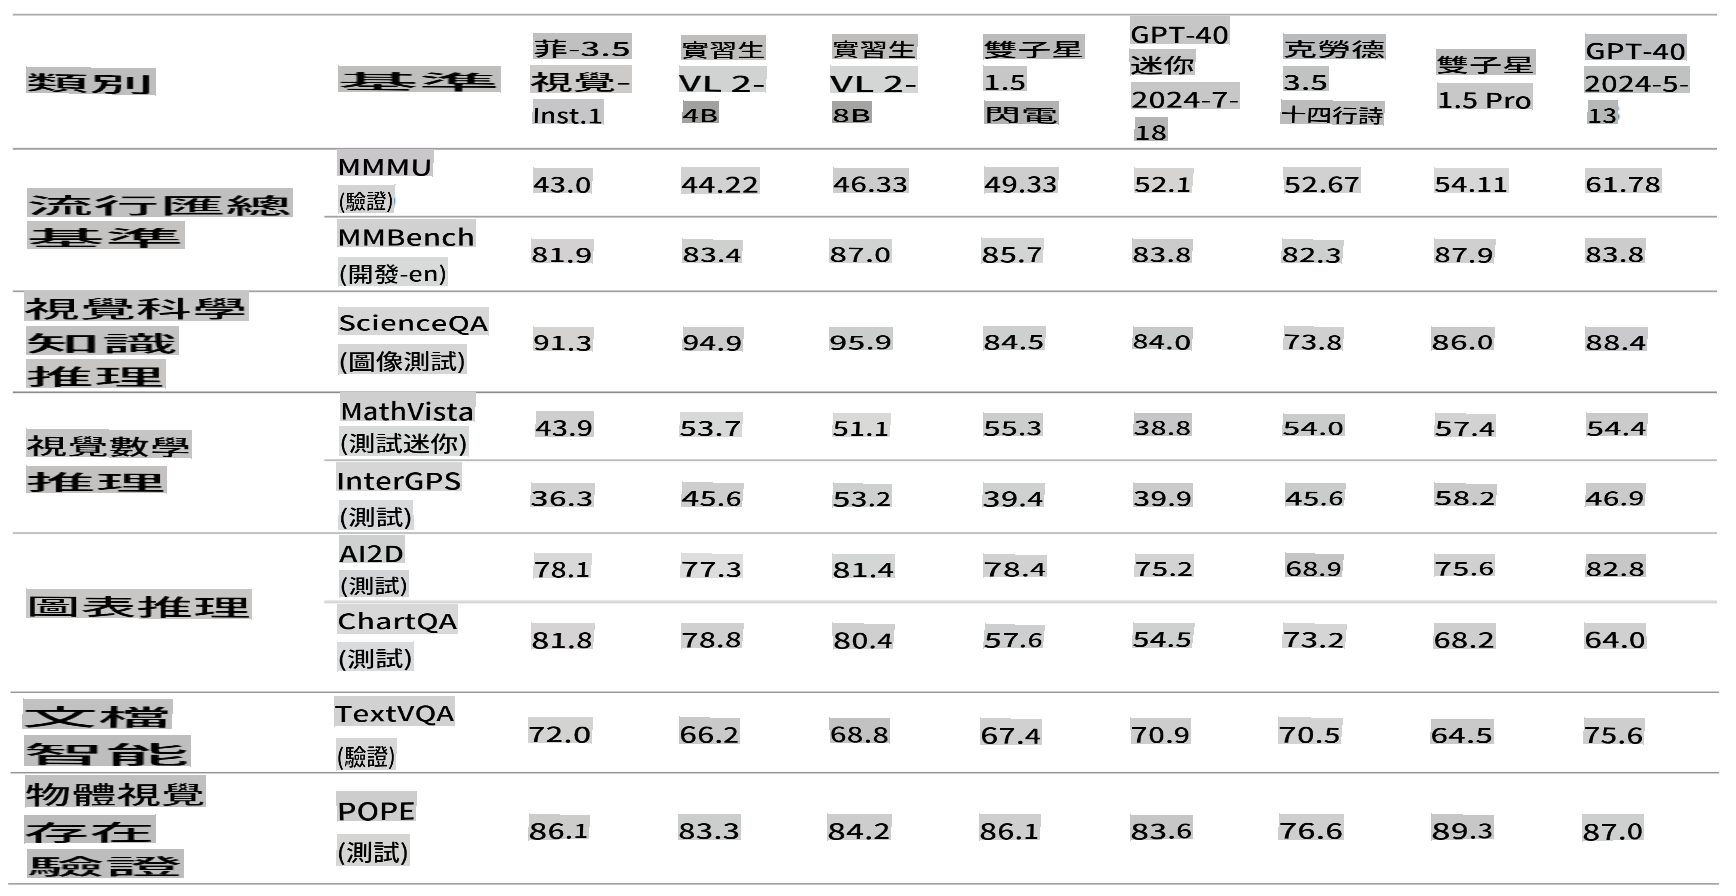 類別
基準
菲-3.5
視覺-
Inst.1
實習生
VL 2-
4B
實習生
VL 2-
8B
雙子星
1.5
閃電
GPT-40
迷你
2024-7-
18
克勞德
3.5
十四行詩
雙子星
1.5 Pro
GPT-40
2024-5-
13
流行匯總
基準
MMMU
(驗證)
43.0 44.22 46.33 49.33 52.1 52.67 54.11 61.78
MMBench
(開發-en)
81.9 83.4 87.0 85.7 83.8 82.3 87.9 83.8
視覺科學
知識
推理
ScienceQA
(圖像測試)
91.3 94.9 95.9 84.5 84.0 73.8 86.0 88.4
視覺數學
推理
MathVista
(測試迷你)
43.9 53.7 51.1 55.3 38.8 54.0 57.4 54.4
InterGPS
(測試)
36.3 45.6 53.2 39.4 39.9 45.6 58.2 46.9
圖表推理
AI2D
(測試)
78.1 77.3 81.4 78.4 75.2 68.9 75.6 82.8
ChartQA
(測試)
81.8 78.8 80.4 57.6 54.5 73.2 68.2 64.0
文檔
智能
TextVQA
(驗證)
72.0 66.2 68.8 67.4 70.9 70.5 64.5 75.6
物體視覺
存在
驗證
POPE
(測試)
86.1 83.3 84.2 86.1 83.6 76.6 89.3 87.0